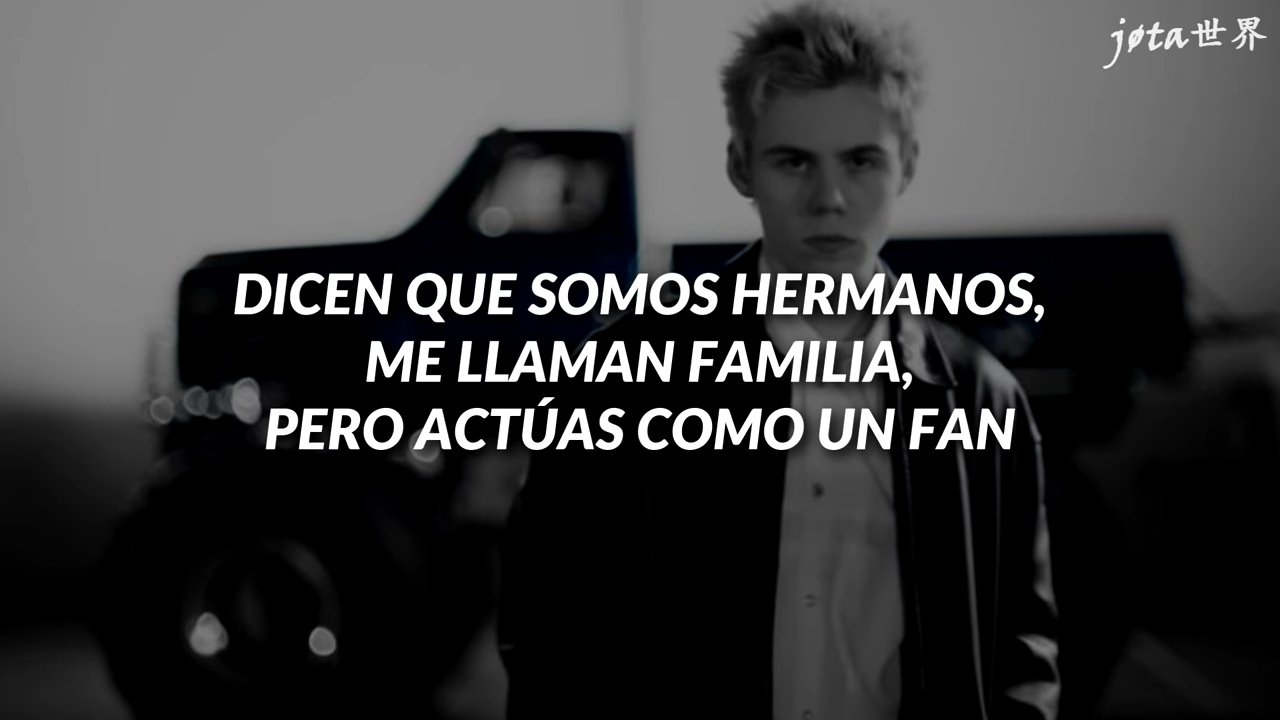 jøta世界
DICEN QUE SOMOS HERMANOS,
ME LLAMAN FAMILIA,
PERO ACTÚAS COMO UN FAN